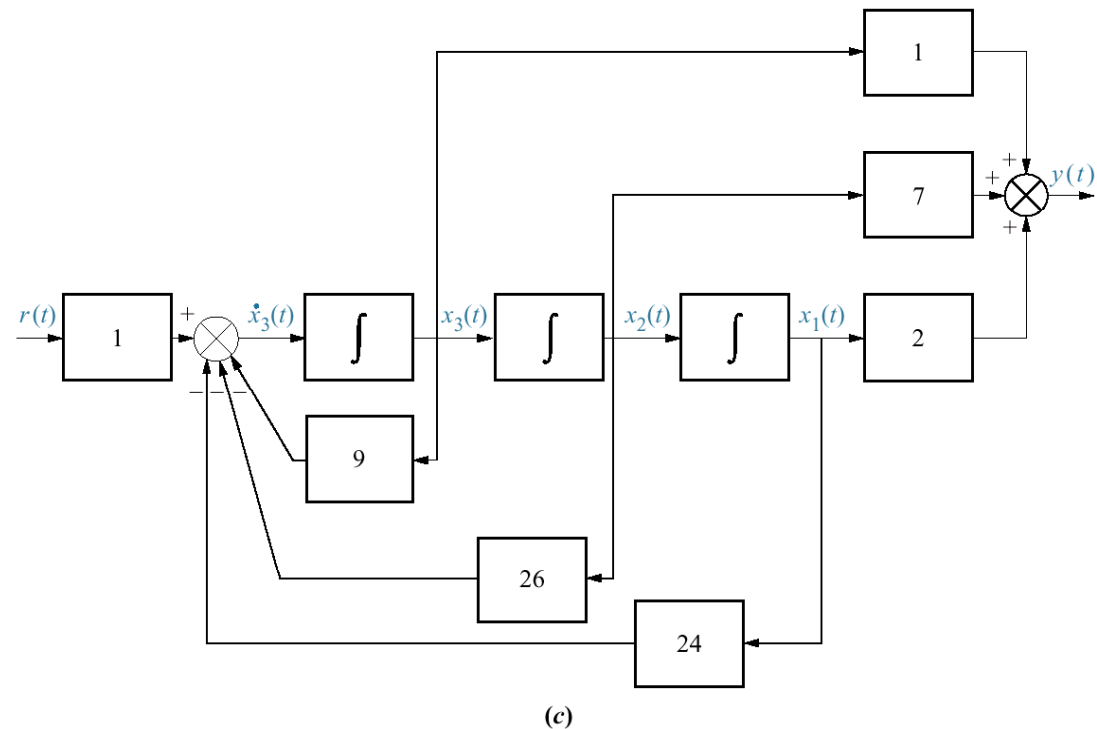 1
+
7
+
y(t)
+
r(t)
1
+
ẋ₃(t)
∫
x₃(t)
∫
x₂(t)
∫
x₁(t)
2
− − −
9
26
24
(c)